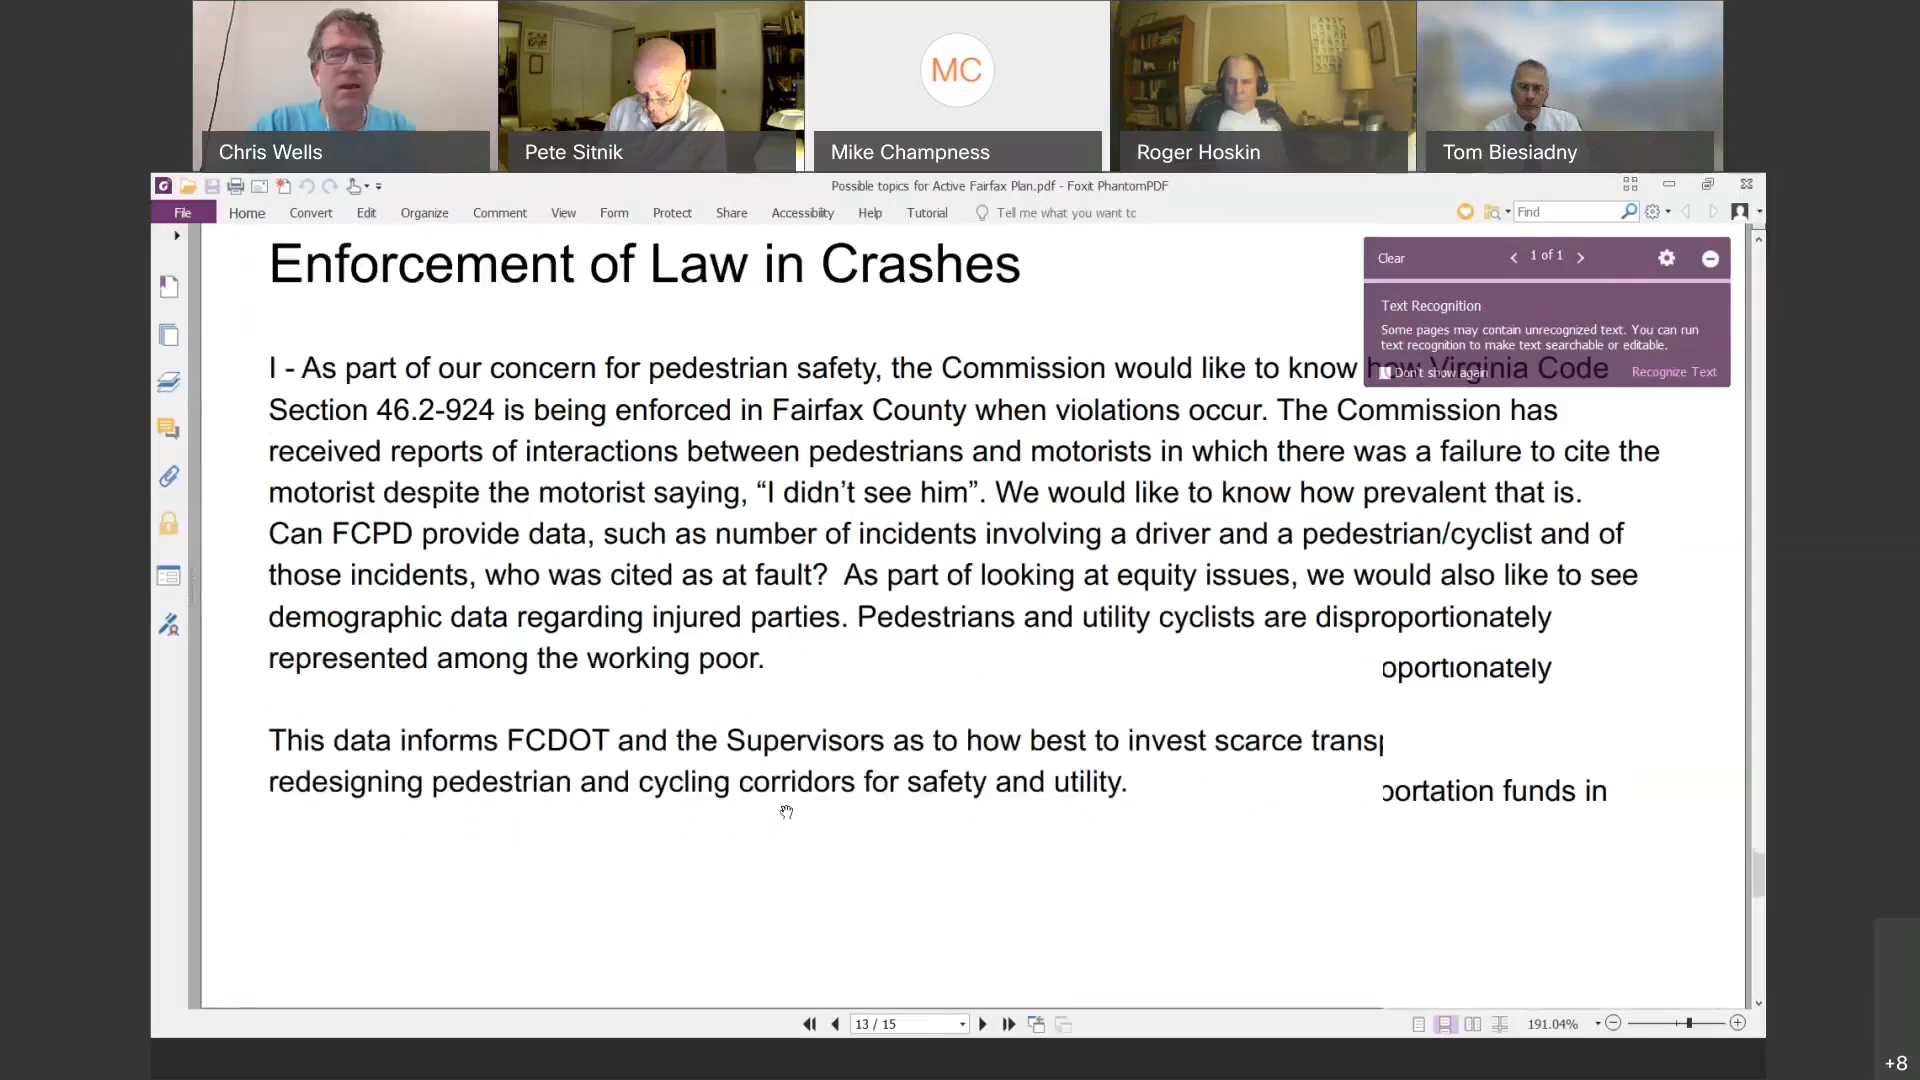 MC
Chris Wells
Pete Sitnik
Mike Champness
Roger Hoskin
Tom Biesiadny
Possible topics for Active Fairfax Plan.pdf - Foxit PhantomPDF
File Home Convert Edit Organize Comment View Form Protect Share Accessibility Help Tutorial Tell me what you want tc Find
Enforcement of Law in Crashes
Clear 1 of 1
Text Recognition
Some pages may contain unrecognized text. You can run
text recognition to make text searchable or editable.
Don't show again Recognize Text
I - As part of our concern for pedestrian safety, the Commission would like to know how Virginia Code
Section 46.2-924 is being enforced in Fairfax County when violations occur. The Commission has
received reports of interactions between pedestrians and motorists in which there was a failure to cite the
motorist despite the motorist saying, “I didn’t see him”. We would like to know how prevalent that is.
Can FCPD provide data, such as number of incidents involving a driver and a pedestrian/cyclist and of
those incidents, who was cited as at fault? As part of looking at equity issues, we would also like to see
demographic data regarding injured parties. Pedestrians and utility cyclists are disproportionately
represented among the working poor.
oportionately
This data informs FCDOT and the Supervisors as to how best to invest scarce transp
redesigning pedestrian and cycling corridors for safety and utility.
portation funds in
13 / 15
191.04%
+8